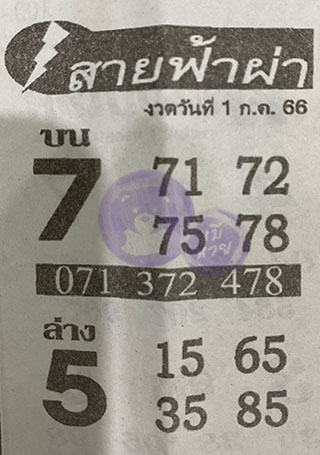 สายฟ้าผ่า
งวดวันที่ 1 ก.ค. 66
บน
7 71 72
75 78
071 372 478
ล่าง
5 15 65
35 85